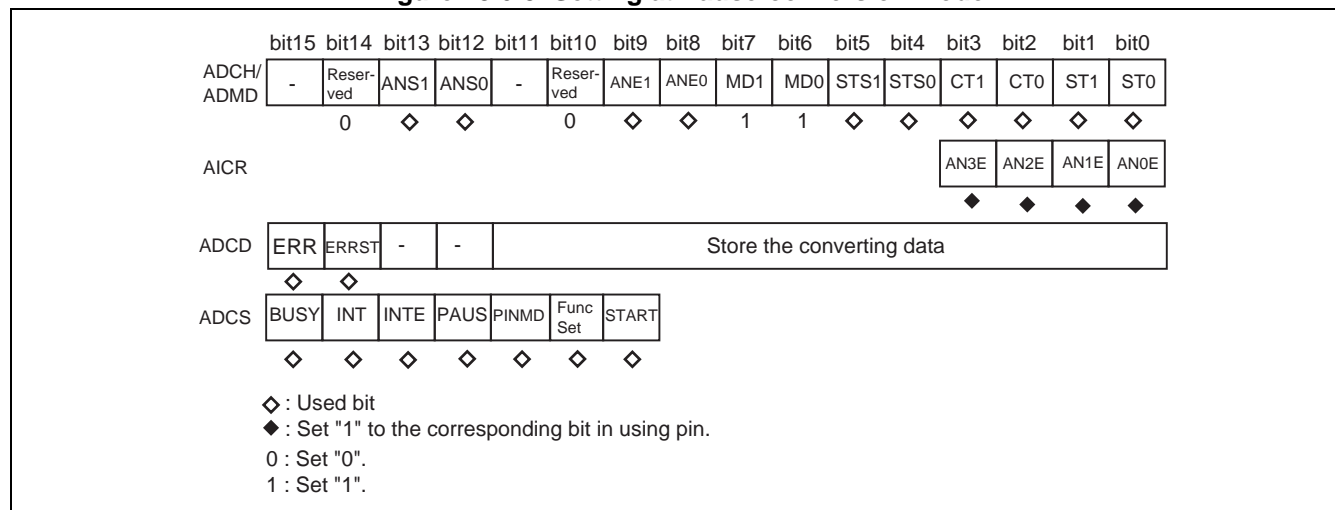 bit15 bit14 bit13 bit12 bit11 bit10 bit9 bit8 bit7 bit6 bit5 bit4 bit3 bit2 bit1 bit0
ADCH/ADMD - Reser-ved ANS1 ANS0 - Reser-ved ANE1 ANE0 MD1 MD0 STS1 STS0 CT1 CT0 ST1 ST0
0 ◇ ◇ 0 ◇ ◇ 1 1 ◇ ◇ ◇ ◇ ◇ ◇
AICR AN3E AN2E AN1E AN0E
◆ ◆ ◆ ◆
ADCD ERR ERRST - - Store the converting data
◇ ◇
ADCS BUSY INT INTE PAUS PINMD Func Set START
◇ ◇ ◇ ◇ ◇ ◇ ◇
◇ : Used bit
◆ : Set "1" to the corresponding bit in using pin.
0 : Set "0".
1 : Set "1".